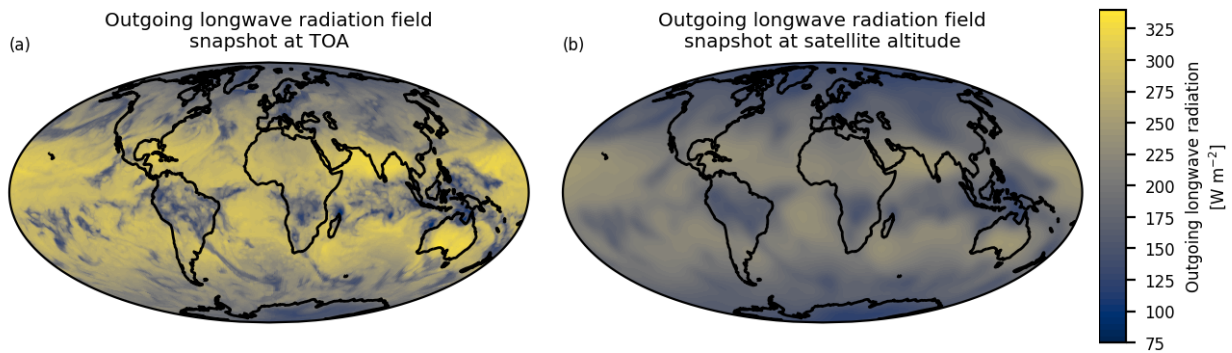 (a)
Outgoing longwave radiation field
snapshot at TOA
(b)
Outgoing longwave radiation field
snapshot at satellite altitude
325
300
275
250
225
200
175
150
125
100
75
Outgoing longwave radiation
[W m⁻²]